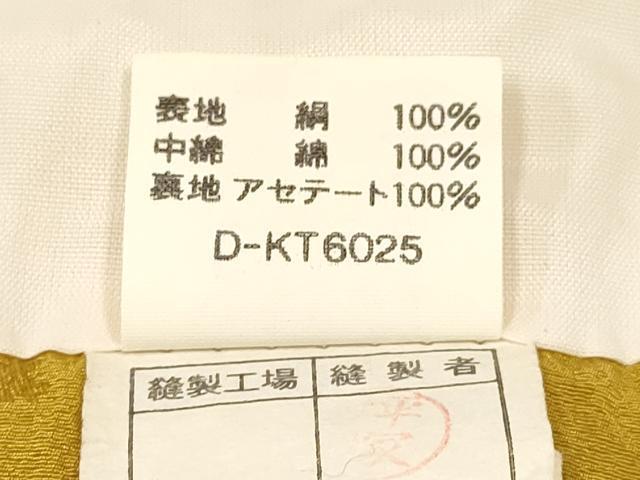 表地 絹 100%
中綿 綿 100%
裏地 アセテート100%
D-KT6025
縫製工場 縫製者